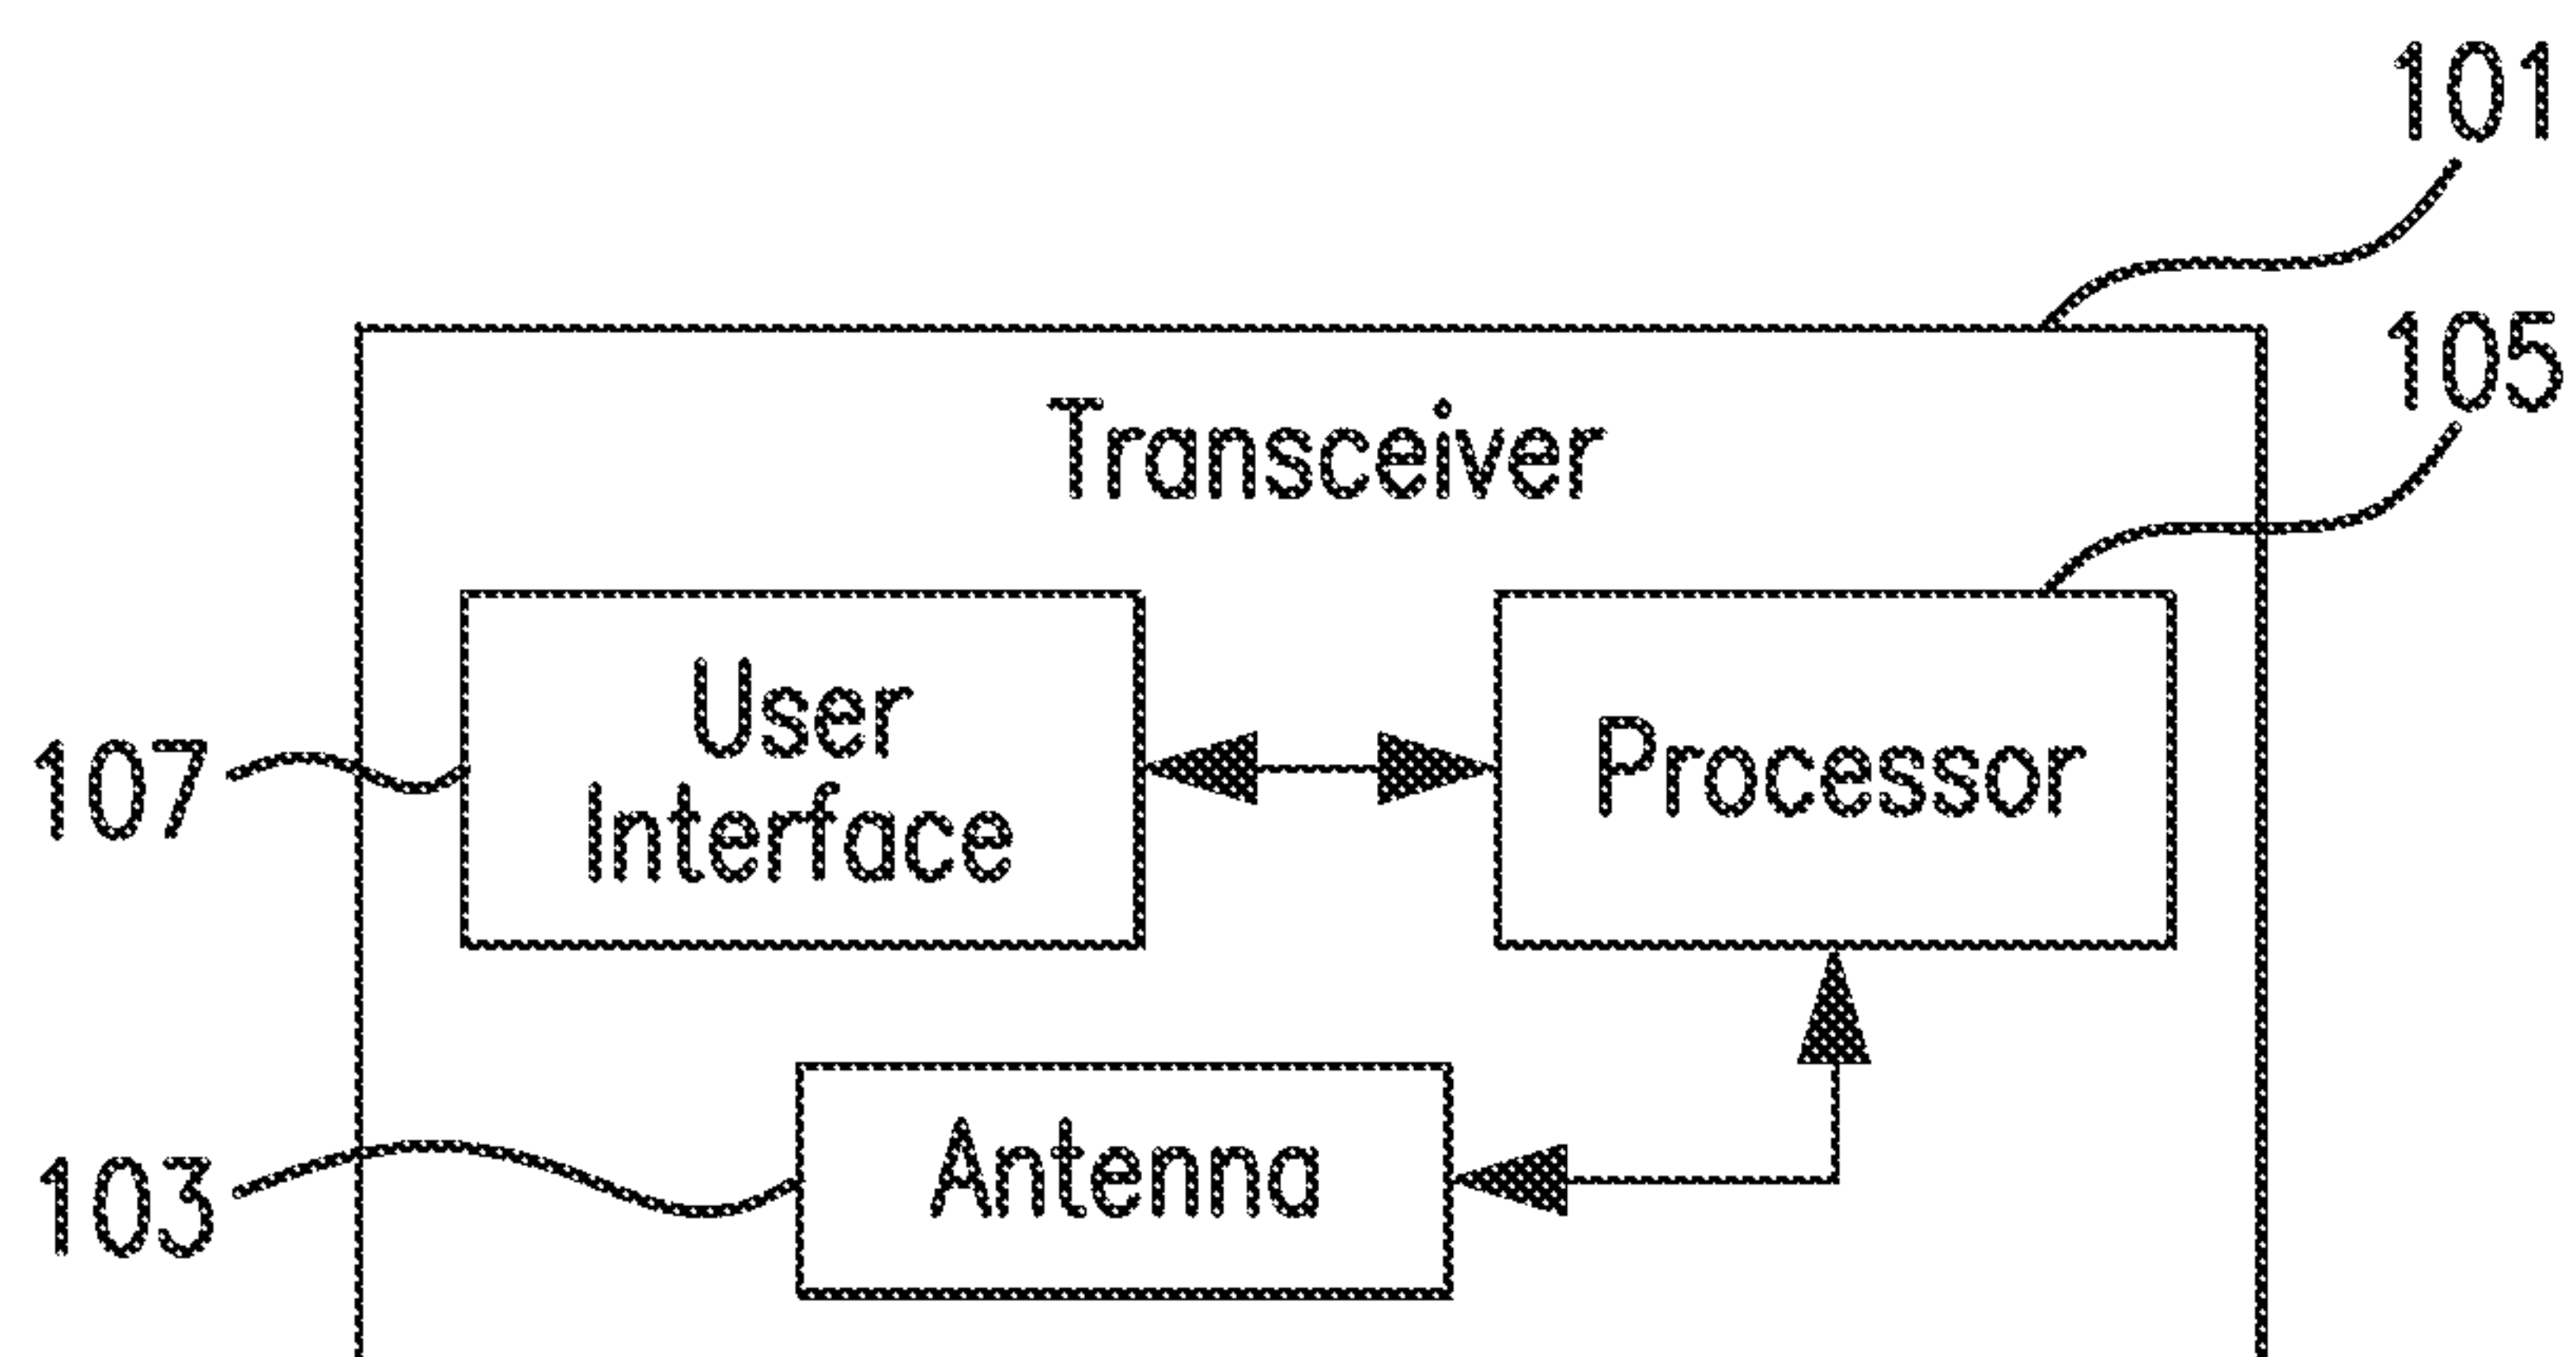 101
105
Transceiver
User
Interface
Processor
107
Antenna
103